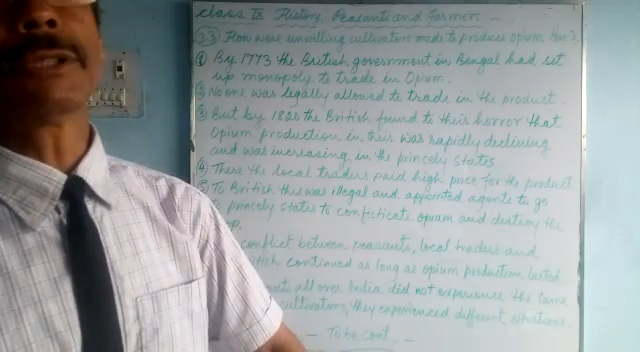 class IX History, Peasants and Farmers —
3.3 How were unwilling cultivators made to produce opium
① By 1773 the British government in Bengal had set
up monopoly to trade in Opium.
② No one was legally allowed to trade in the product.
③ But by 1820 the British found to their horror that
Opium production in their was rapidly declining
and was increasing in the princely states
④ There the local traders paid high price for the product
⑤ To British this was illegal and appointed agents to go
princely states to confisticate opium and destroy the
conflict between peasants, local traders and
continued as long as opium production lasted
all over India did not experience the same
cultivators, they experienced different situations
— To be cont. —